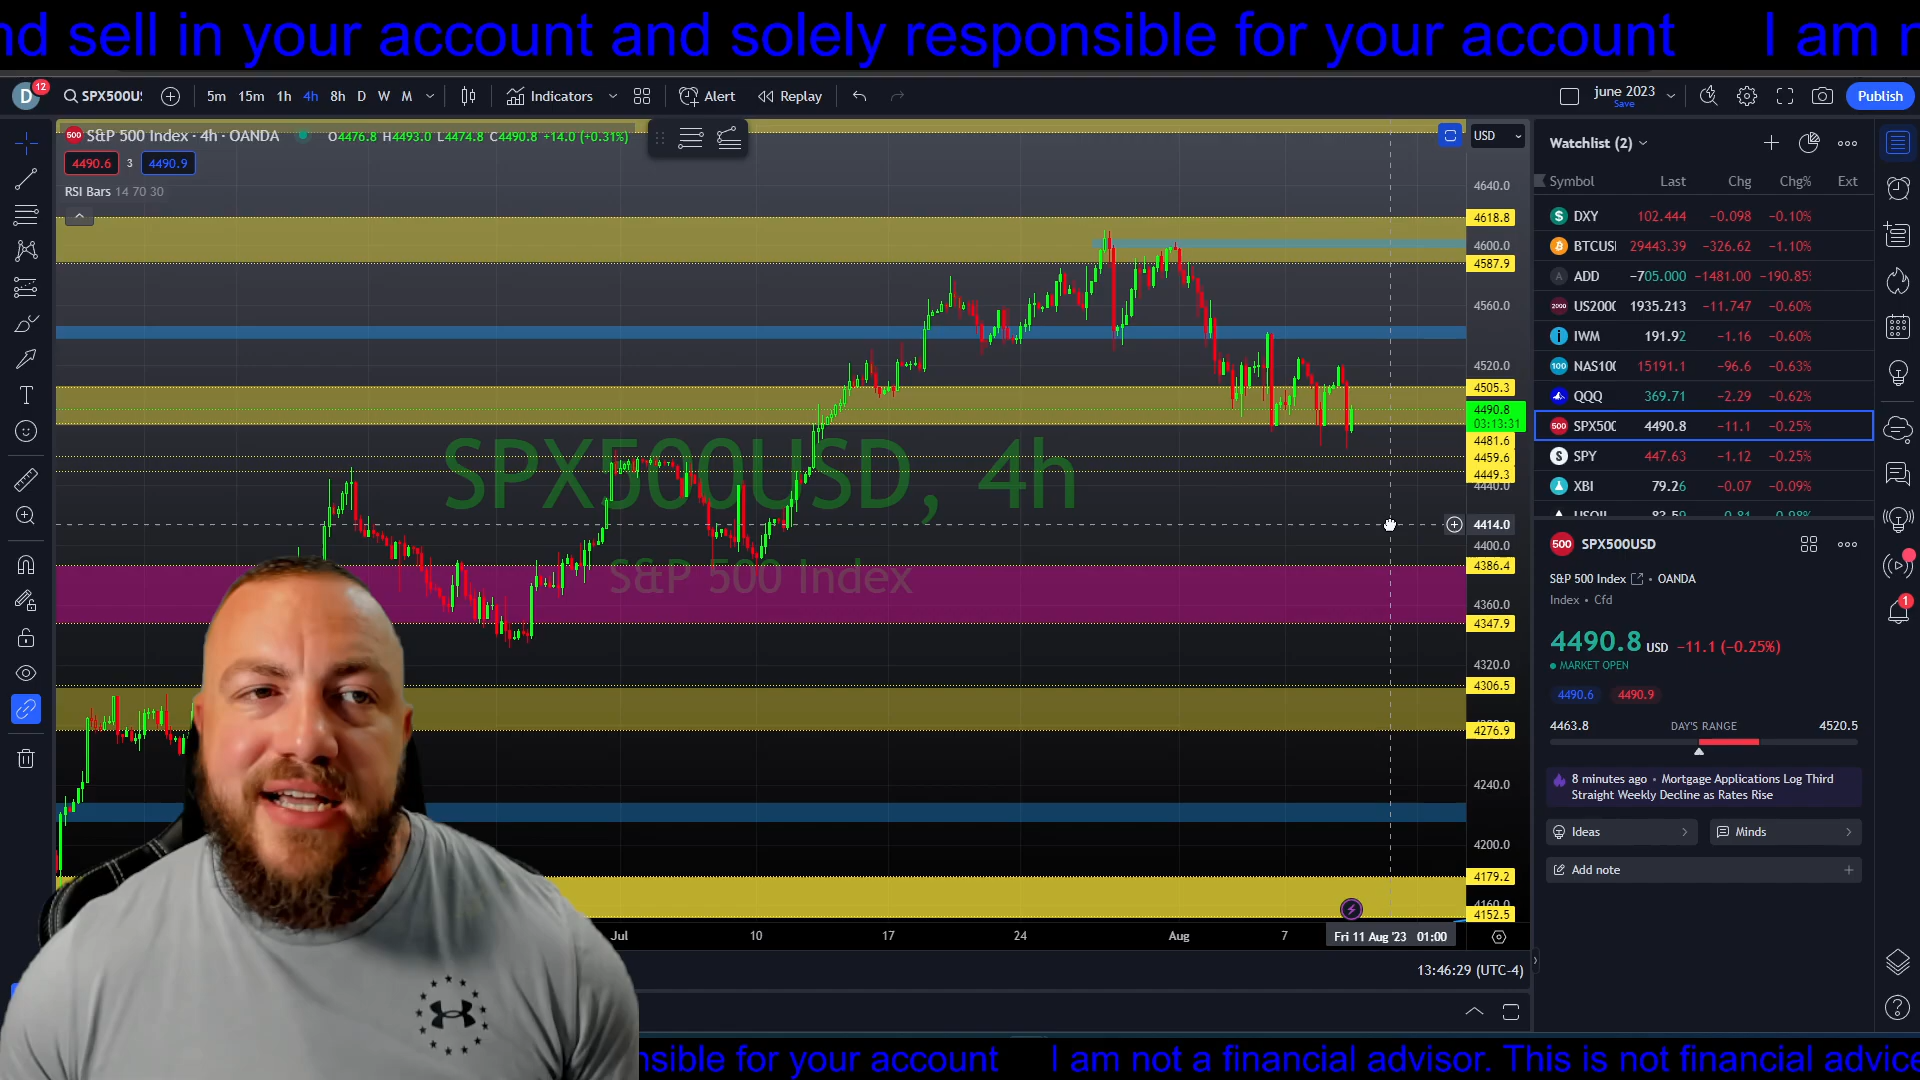 nd sell in your account and solely responsible for your account I am n
D 12 SPX500U 5m 15m 1h 4h 8h D W M Indicators Alert Replay june 2023 Save Publish
500 S&P 500 Index · 4h · OANDA O4476.8 H4493.0 L4474.8 C4490.8 +14.0 (+0.31%)
USD
4490.6 3 4490.9
RSI Bars 14 70 30
4640.0
4618.8
4600.0
4587.9
4560.0
4520.0
4505.3
4490.8
03:13:31
4481.6
4459.6
4449.3
4440.0
4414.0
4400.0
4386.4
4360.0
4347.9
4320.0
4306.5
4276.9
4240.0
4200.0
4179.2
4160.0
4152.5
SPX500USD, 4h
S&P 500 Index
Jul 10 17 24 Aug 7 Fri 11 Aug '23 01:00
13:46:29 (UTC-4)
Watchlist (2)
Symbol Last Chg Chg% Ext
DXY 102.444 −0.098 −0.10%
BTCUS 29443.39 −326.62 −1.10%
ADD −705.000 −1481.00 −190.85
US200 1935.213 −11.747 −0.60%
IWM 191.92 −1.16 −0.60%
NAS10 15191.1 −96.6 −0.63%
QQQ 369.71 −2.29 −0.62%
SPX50 4490.8 −11.1 −0.25%
SPY 447.63 −1.12 −0.25%
XBI 79.26 −0.07 −0.09%
500 SPX500USD
S&P 500 Index · OANDA
Index · Cfd
4490.8 USD −11.1 (−0.25%)
MARKET OPEN
4490.6 4490.9
4463.8 DAY'S RANGE 4520.5
8 minutes ago · Mortgage Applications Log Third
Straight Weekly Decline as Rates Rise
Ideas Minds
Add note
1
nsible for your account I am not a financial advisor. This is not financial advice